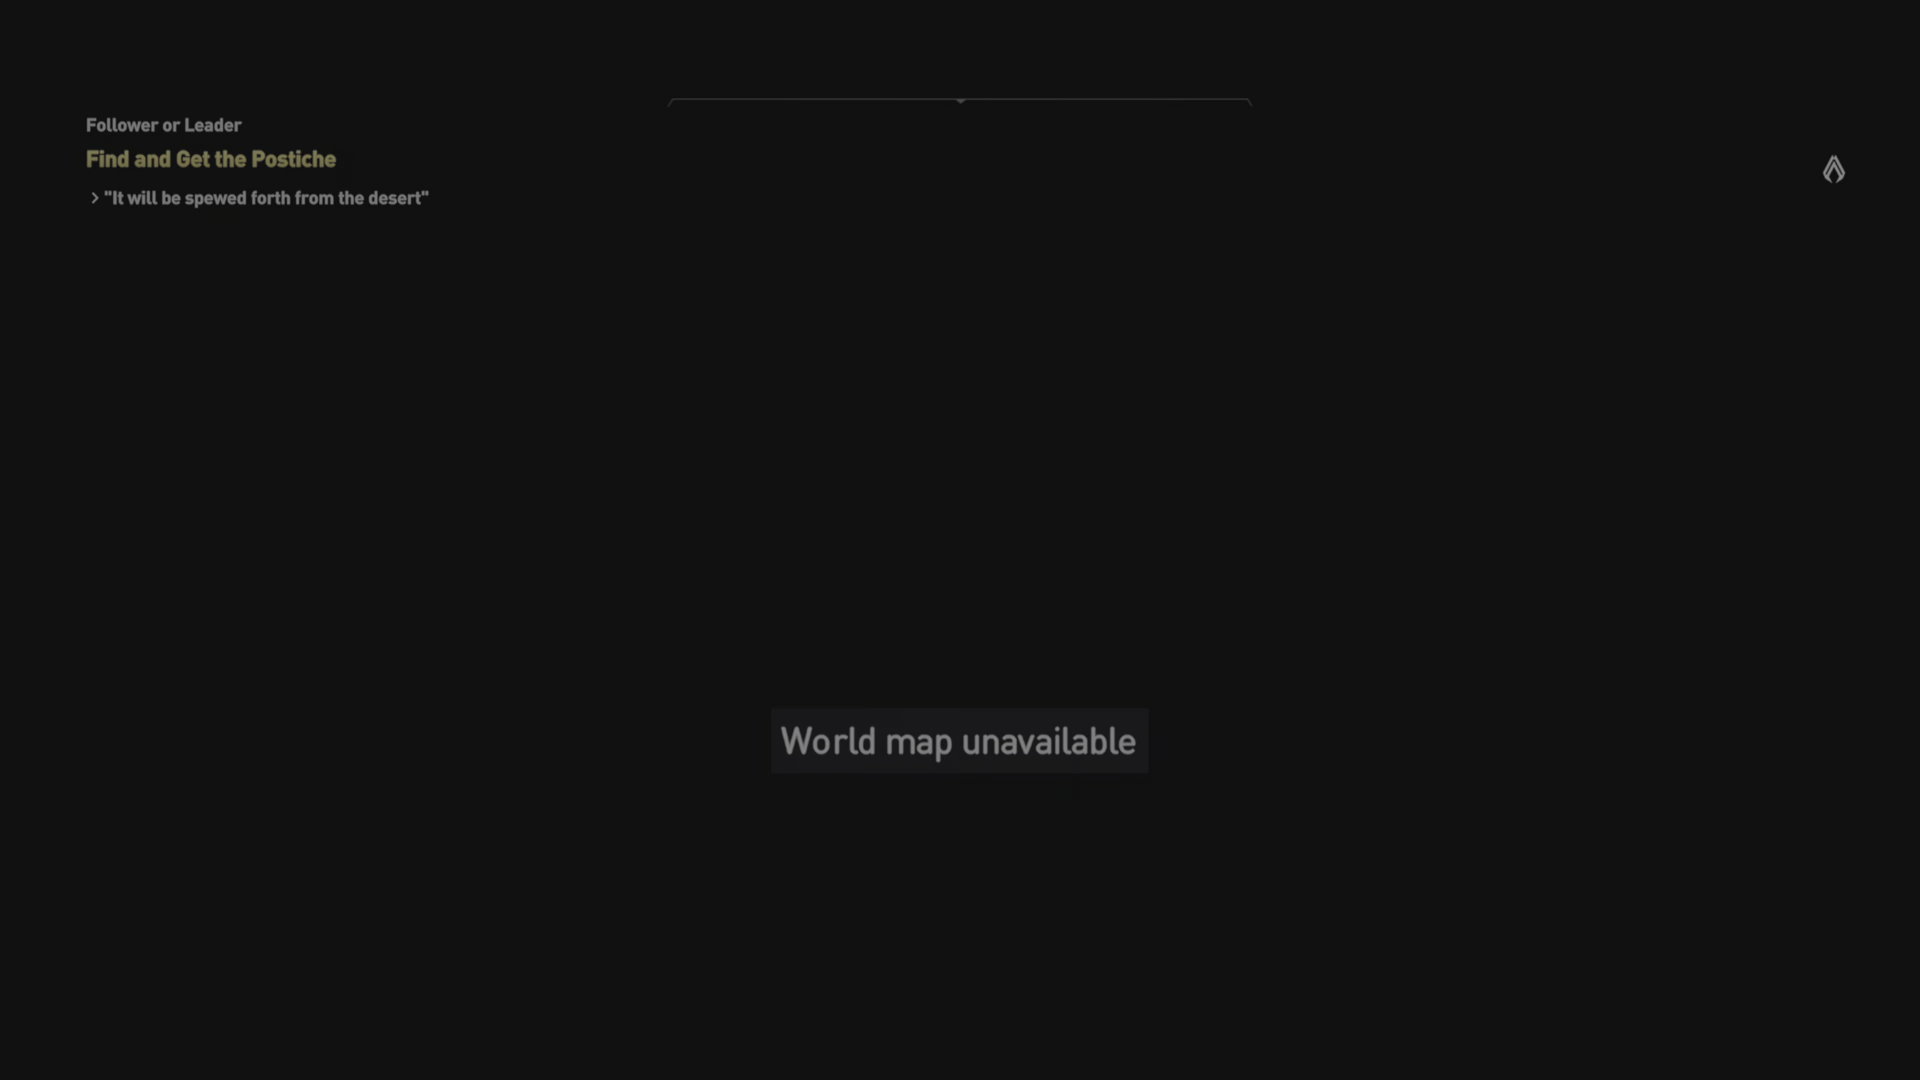 Follower or Leader
Find and Get the Postiche
> "It will be spewed forth from the desert"
World map unavailable